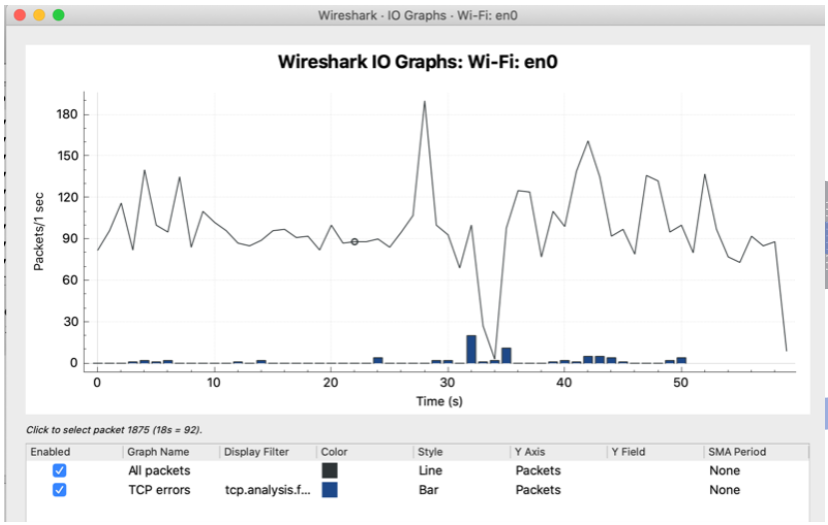 Wireshark · IO Graphs · Wi-Fi: en0
Wireshark IO Graphs: Wi-Fi: en0
Packets/1 sec
180
150
120
90
60
30
0
0 10 20 30 40 50
Time (s)
Click to select packet 1875 (18s = 92).
Enabled Graph Name Display Filter Color Style Y Axis Y Field SMA Period
All packets Line Packets None
TCP errors tcp.analysis.f... Bar Packets None